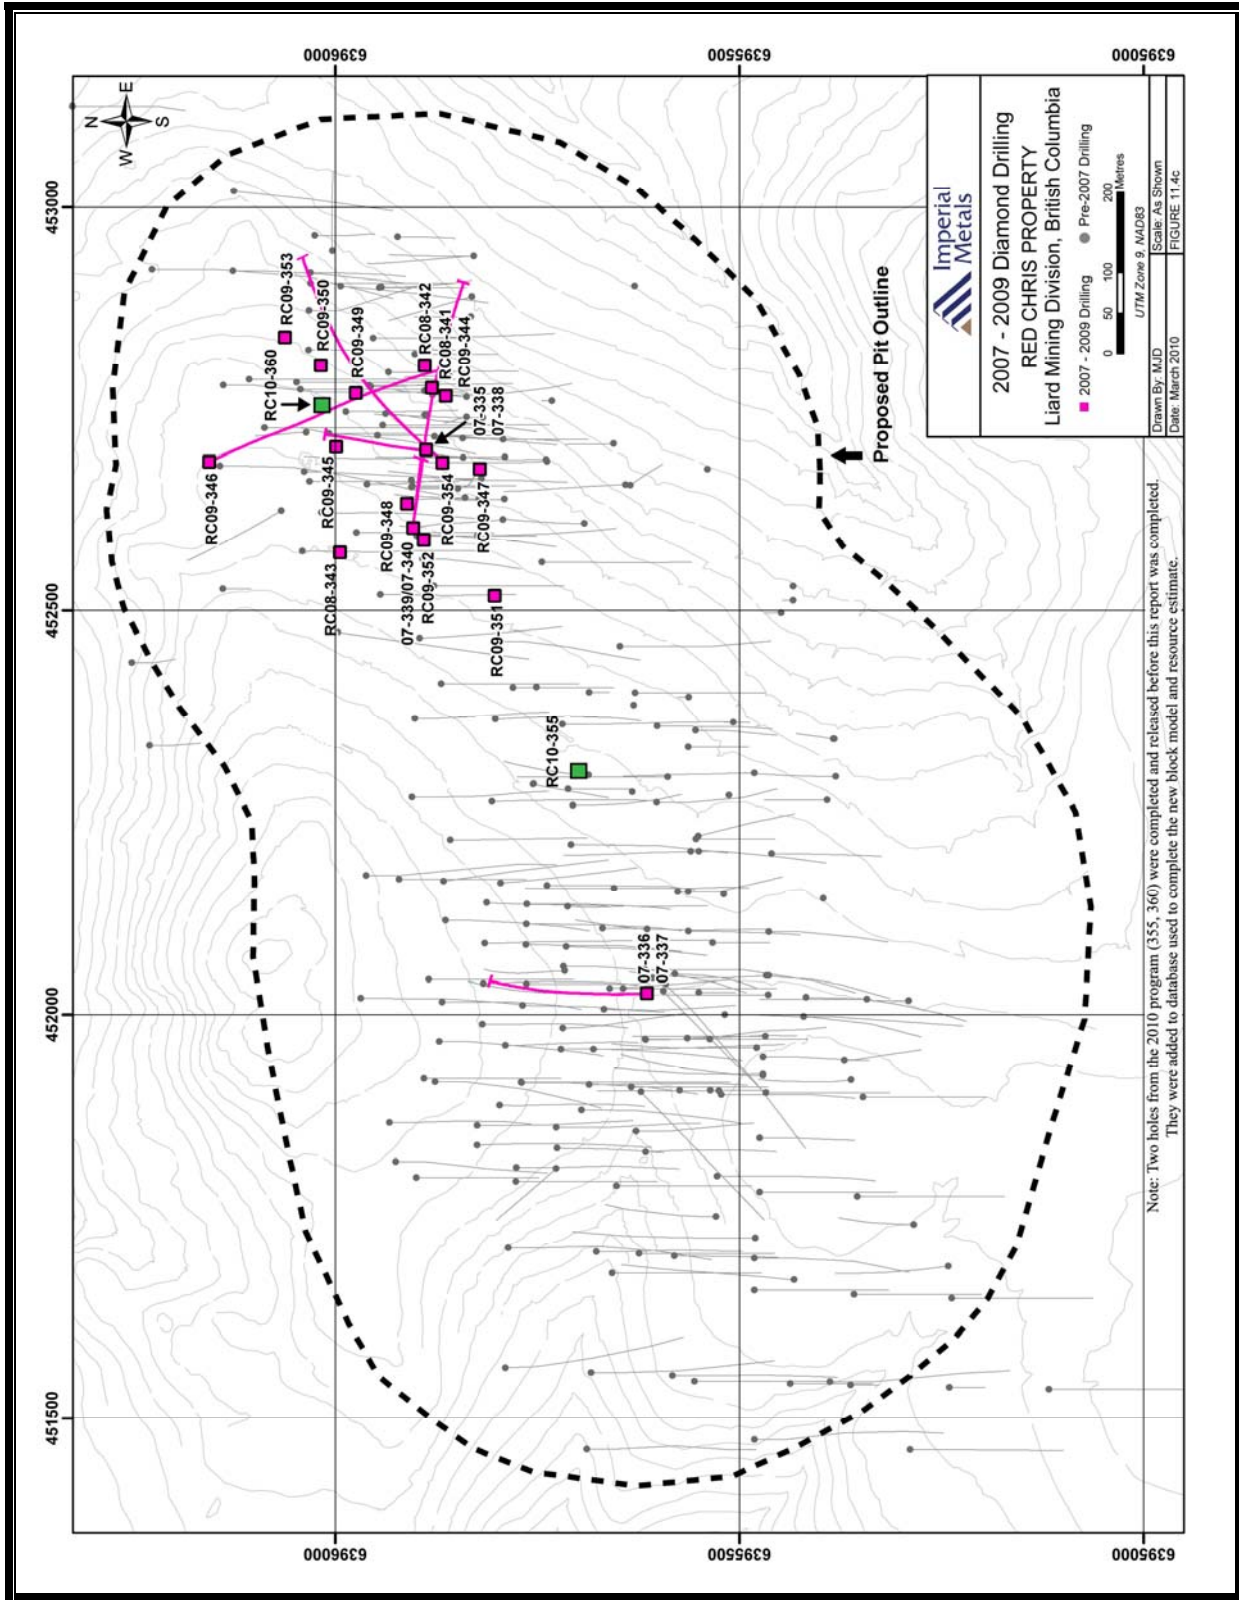 451500
452000
452500
453000
6396000
6396000
6395500
6395500
6395000
6395000
N
W
E
S
RC09-346
RC10-360
RC09-353
RC09-350
RC09-349
RC09-345
RC08-343
RC09-348
07-339/07-340
RC09-352
RC09-354
RC09-347
07-335
07-338
RC08-342
RC08-341
RC09-344
RC09-351
RC10-355
07-336
07-337
Proposed Pit Outline
Imperial
Metals
2007 - 2009 Diamond Drilling
RED CHRIS PROPERTY
Liard Mining Division, British Columbia
2007 - 2009 Drilling
Pre-2007 Drilling
0 50 100 200
Metres
UTM Zone 9, NAD83
Drawn By: MJD
Scale: As Shown
Date: March 2010
FIGURE 11.4c
Note: Two holes from the 2010 program (355, 360) were completed and released before this report was completed.
They were added to database used to complete the new block model and resource estimate.